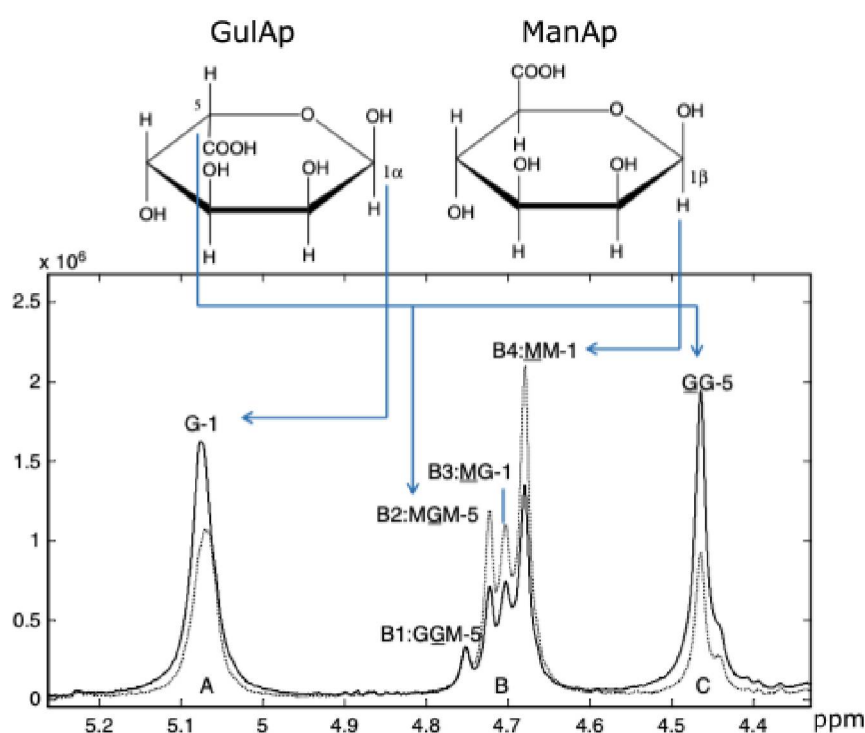 GulAp ManAp
H COOH
5 O O
H OH H OH
COOH H
OH OH OH OH
1α 1β
OH H OH H
H H H H
x 10⁶
2.5
B4:MM-1
2 GG-5
G-1
1.5 B3:MG-1
B2:MGM-5
1
0.5 B1:GGM-5
A B C
0
5.2 5.1 5 4.9 4.8 4.7 4.6 4.5 4.4 ppm